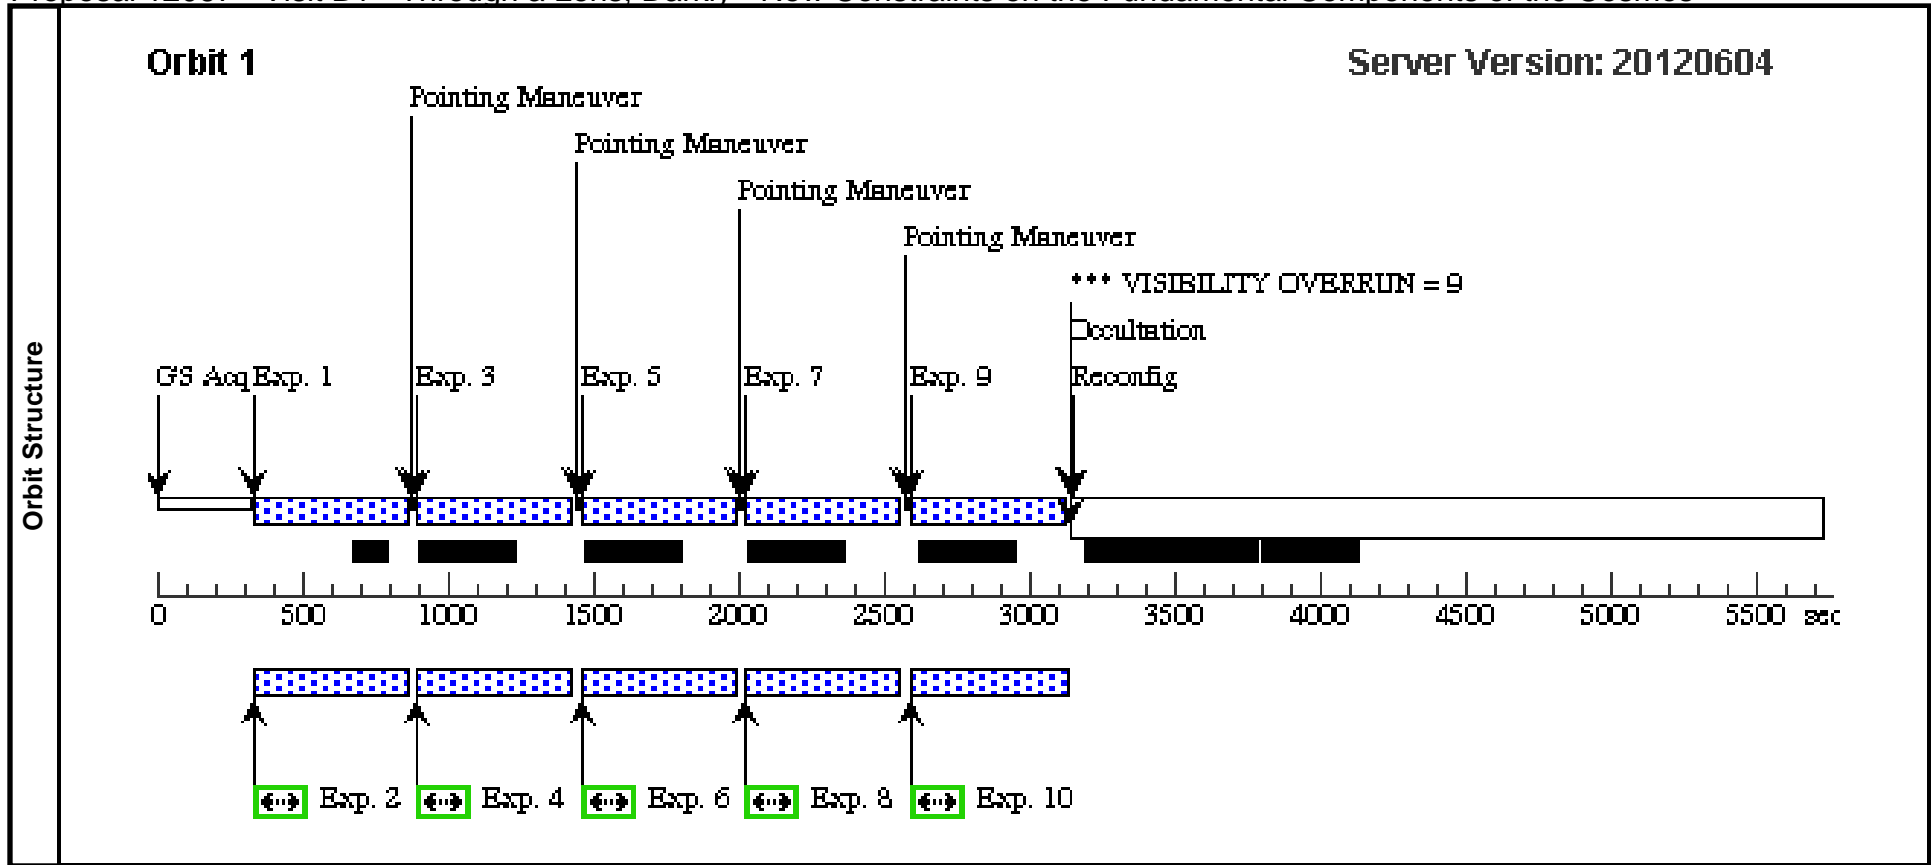 Orbit 1
Server Version: 20120604
Pointing Maneuver
Pointing Maneuver
Pointing Maneuver
Pointing Maneuver
*** VISIBILITY OVERRUN = 9
Occultation
GS Acq Exp. 1 Exp. 3 Exp. 5 Exp. 7 Exp. 9 Reconfig
Orbit Structure
0 500 1000 1500 2000 2500 3000 3500 4000 4500 5000 5500 sec
Exp. 2 Exp. 4 Exp. 6 Exp. 8 Exp. 10